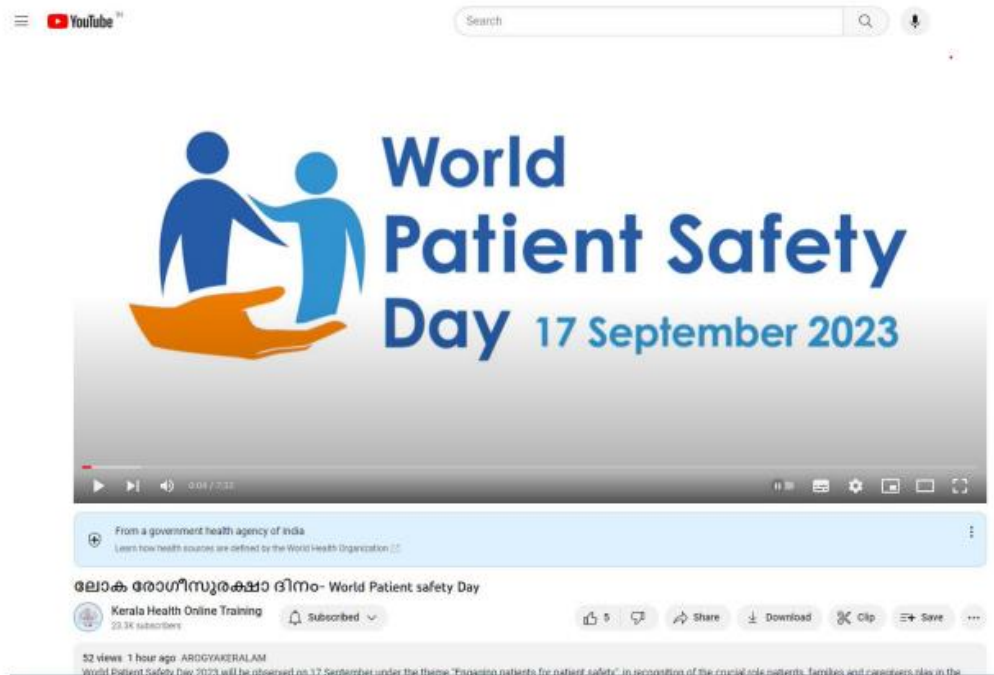 YouTube IN
Search
World
Patient Safety
Day 17 September 2023
0:04 / 7:33
From a government health agency of India
Learn how health sources are defined by the World Health Organization
ലോക രോഗീസുരക്ഷാ ദിനം- World Patient safety Day
Kerala Health Online Training
23.3K subscribers
Subscribed
5
Share
Download
Clip
Save
52 views 1 hour ago AROGYAKERALAM
World Patient Safety Day 2023 will be observed on 17 September under the theme "Engaging patients for patient safety", in recognition of the crucial role patients, families and caregivers play in the